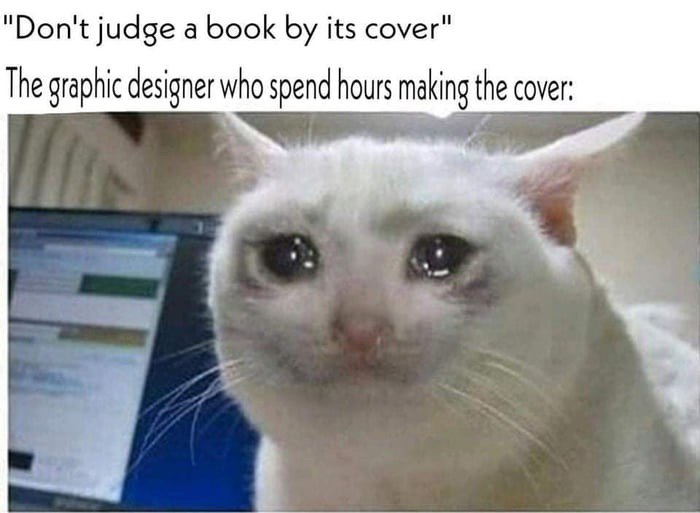 "Don't judge a book by its cover"
The graphic designer who spend hours making the cover: